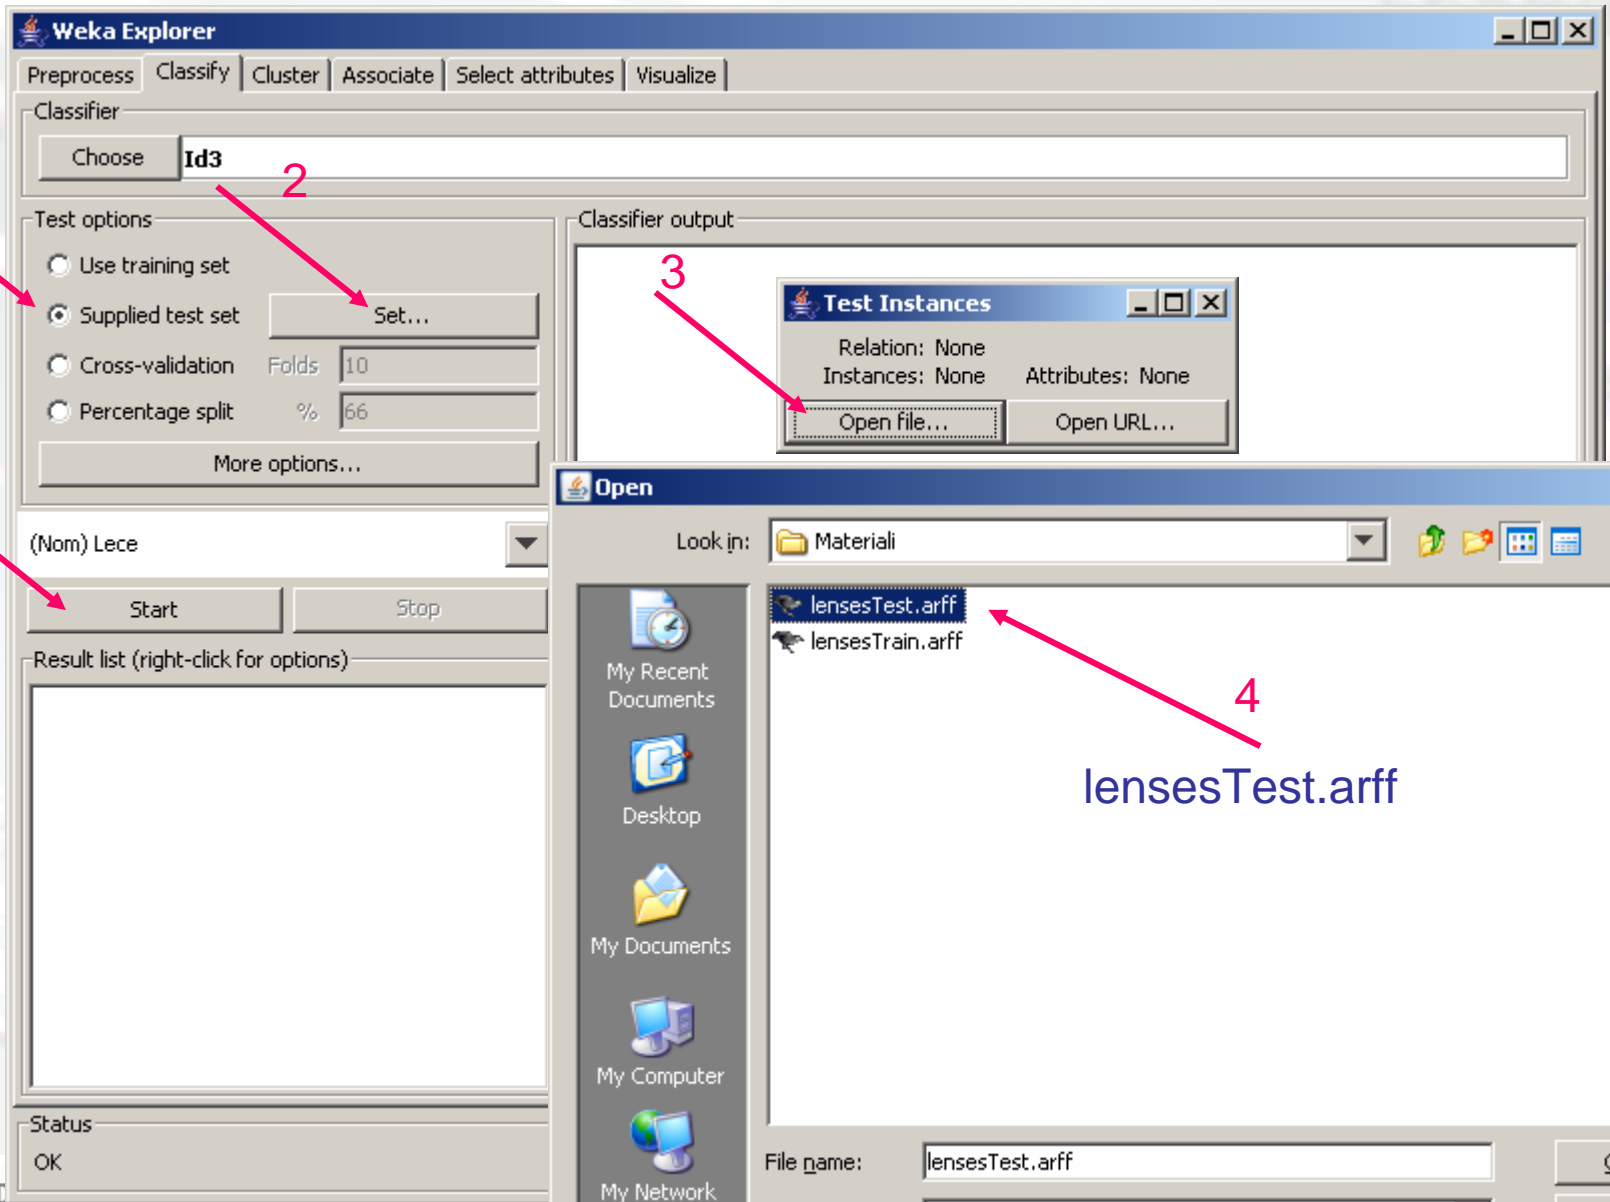 Weka Explorer
Preprocess Classify Cluster Associate Select attributes Visualize
Classifier
Choose Id3
2
Test options
Use training set
Supplied test set Set...
Cross-validation Folds 10
Percentage split % 66
More options...
(Nom) Lece
Start Stop
Result list (right-click for options)
Status
OK
Classifier output
3
Test Instances
Relation: None
Instances: None Attributes: None
Open file... Open URL...
Open
Look in: Materiali
lensesTest.arff
lensesTrain.arff
4
lensesTest.arff
My Recent
Documents
Desktop
My Documents
My Computer
My Network
File name: lensesTest.arff